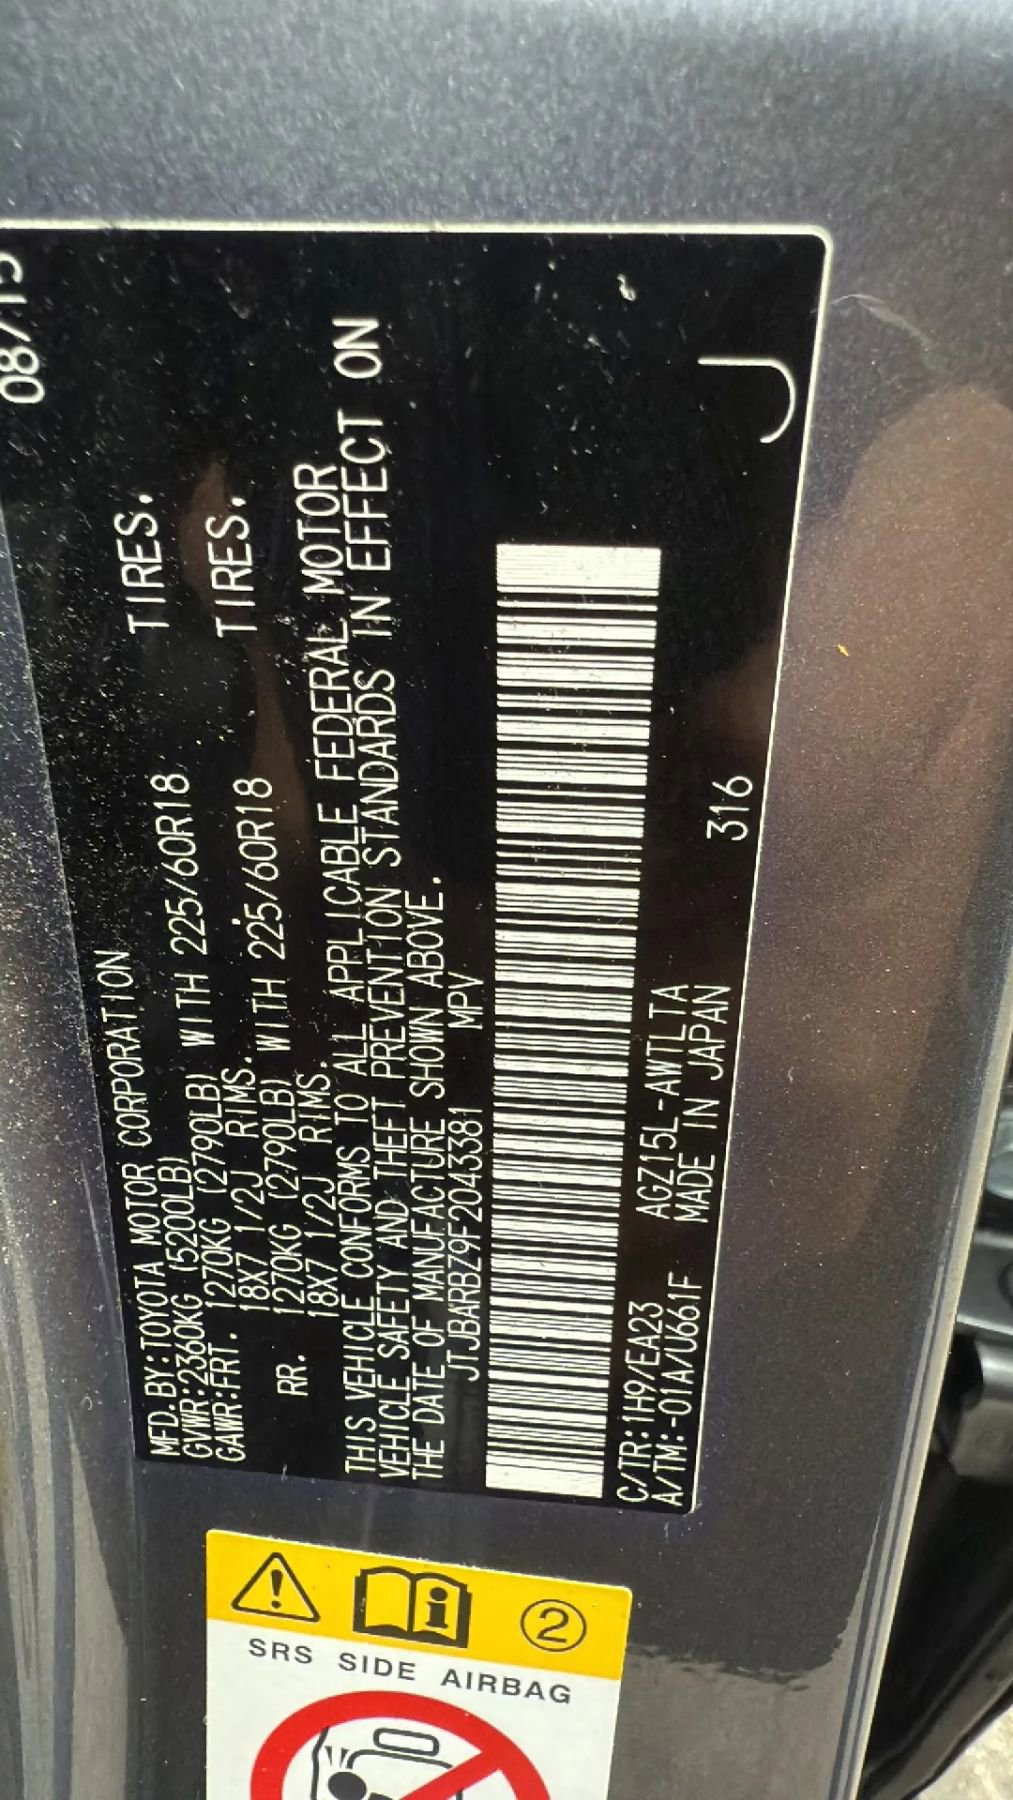 08/15
MFD.BY:TOYOTA MOTOR CORPORATION
GVWR:2360KG (5200LB)
GAWR:FRT. 1270KG (2790LB) WITH 225/60R18 TIRES.
18X7 1/2J RIMS.
RR. 1270KG (2790LB) WITH 225/60R18 TIRES.
18X7 1/2J RIMS.
THIS VEHICLE CONFORMS TO ALL APPLICABLE FEDERAL MOTOR
VEHICLE SAFETY AND THEFT PREVENTION STANDARDS IN EFFECT ON
THE DATE OF MANUFACTURE SHOWN ABOVE.
JTJBARBZ9F2043381 MPV
C/TR:1H9/EA23 AGZ15L-AWTLTA
A/TM:-01A/U661F MADE IN JAPAN 316 J
2
SRS SIDE AIRBAG